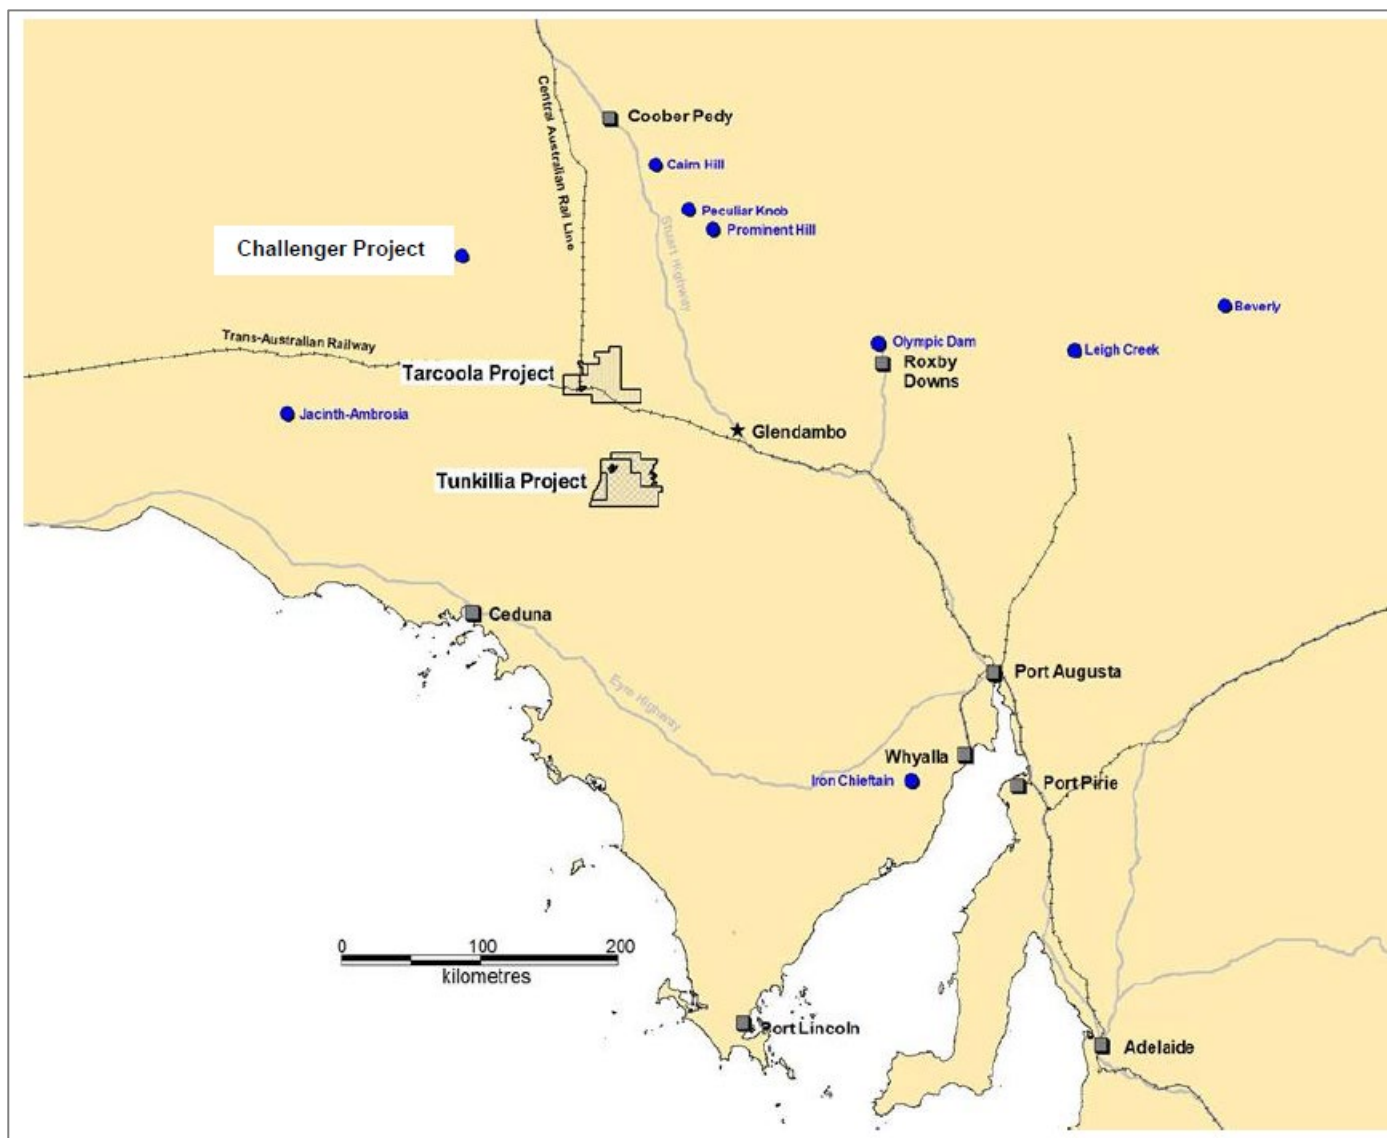 Central Australian Rail Line
Coober Pedy
Cairn Hill
Peculiar Knob
Prominent Hill
Stuart Highway
Challenger Project
Beverly
Trans-Australian Railway
Olympic Dam
Leigh Creek
Roxby
Downs
Tarcoola Project
Jacinth-Ambrosia
Glendambo
Tunkillia Project
Ceduna
Port Augusta
Eyre Highway
Whyalla
Iron Chieftain
Port Pirie
0 100 200
kilometres
Port Lincoln
Adelaide